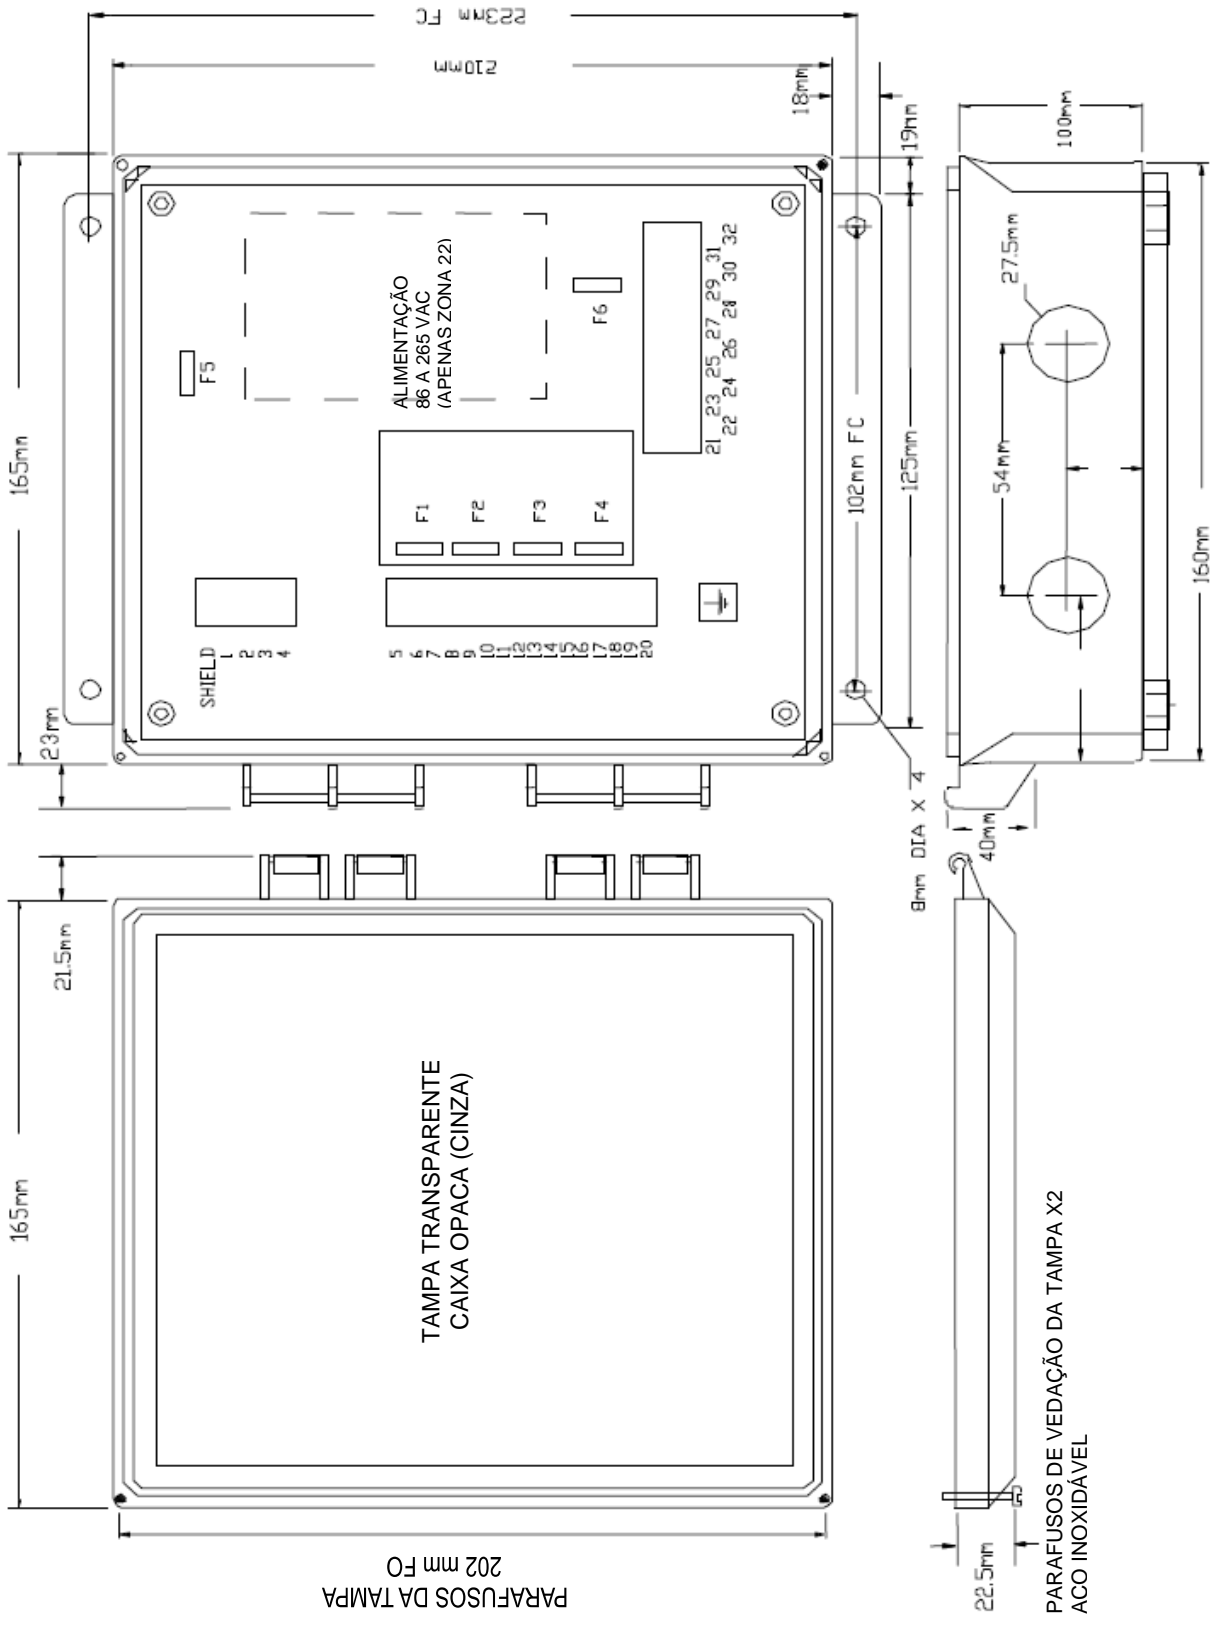 223mm FC
210mm
18mm
19mm
100mm
165mm
F5
ALIMENTAÇÃO
86 A 265 VAC
(APENAS ZONA 22)
F6
27.5mm
21 23 25 27 29 31
22 24 26 28 30 32
F1
F2
F3
F4
102mm FC
125mm
54mm
160mm
SHIELD
1
2
3
4
5
6
7
8
9
10
11
12
13
14
15
16
17
18
19
20
23mm
8mm DIA X 4
40mm
21.5mm
165mm
TAMPA TRANSPARENTE
CAIXA OPACA (CINZA)
PARAFUSOS DA TAMPA
202 mm FO
22.5mm
PARAFUSOS DE VEDAÇÃO DA TAMPA X2
ACO INOXIDÁVEL